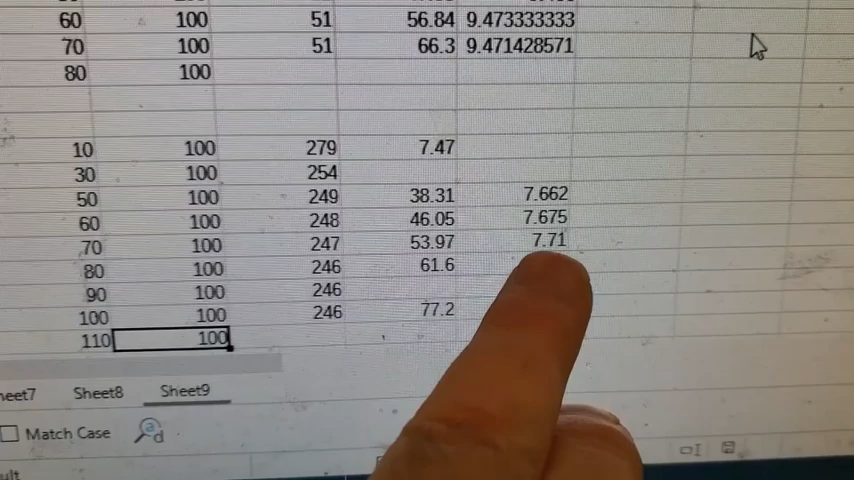 60 100 51 56.84 9.473333333
70 100 51 66.3 9.471428571
80 100
10 100 279 7.47
30 100 254
50 100 249 38.31 7.662
60 100 248 46.05 7.675
70 100 247 53.97 7.71
80 100 246 61.6
90 100 246
100 100 246 77.2
110 100
heet7 Sheet8 Sheet9
Match Case
ult